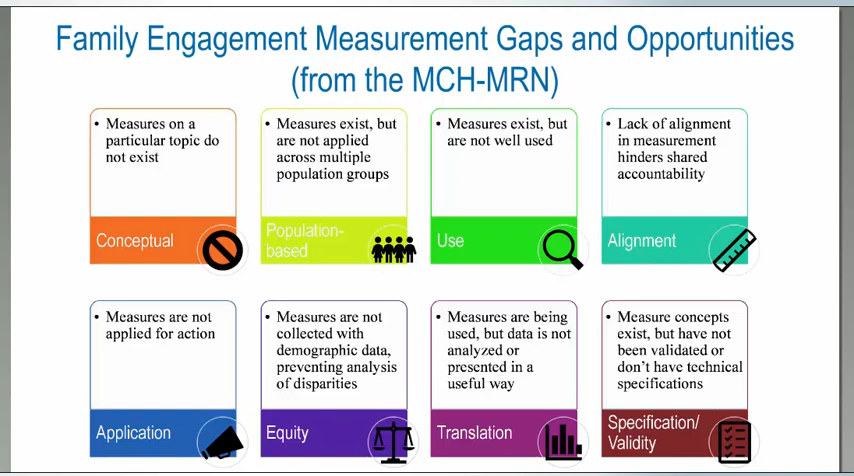 Family Engagement Measurement Gaps and Opportunities
(from the MCH-MRN)
• Measures on a
particular topic do
not exist
Conceptual
• Measures exist, but
are not applied
across multiple
population groups
Population-
based
• Measures exist, but
are not well used
Use
• Lack of alignment
in measurement
hinders shared
accountability
Alignment
• Measures are not
applied for action
Application
• Measures are not
collected with
demographic data,
preventing analysis
of disparities
Equity
• Measures are being
used, but data is not
analyzed or
presented in a
useful way
Translation
• Measure concepts
exist, but have not
been validated or
don't have technical
specifications
Specification/
Validity